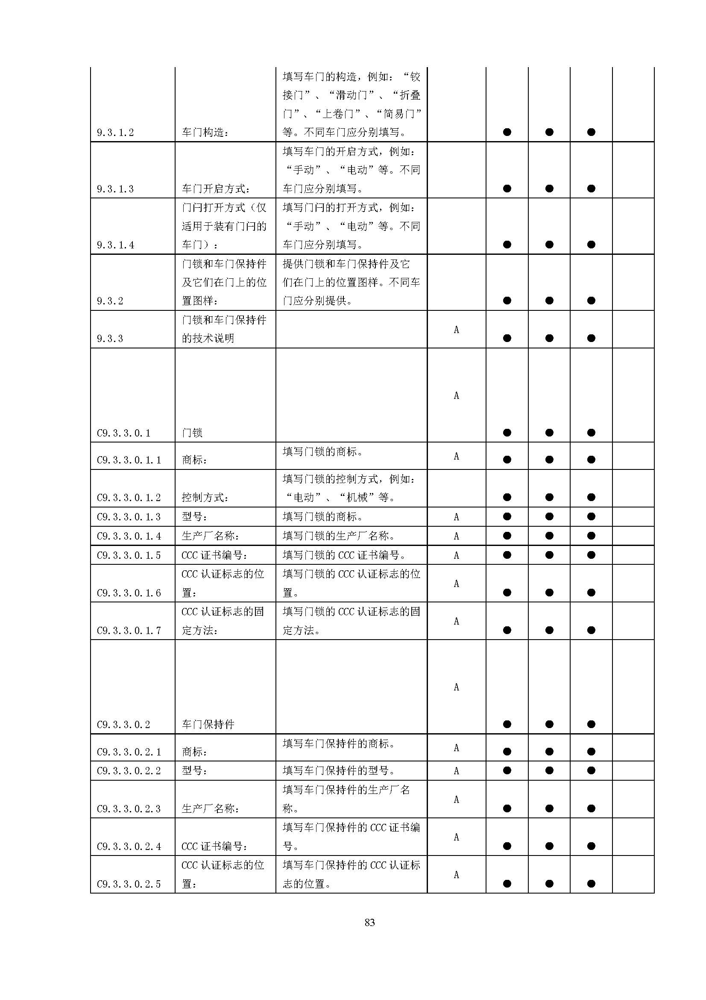 填写车门的构造，例如：“铰
接门”、“滑动门”、“折叠
门”、“上卷门”、“简易门”
9.3.1.2 车门构造： 等。不同车门应分别填写。 ● ● ●
填写车门的开启方式，例如：
“手动”、“电动”等。不同
9.3.1.3 车门开启方式： 车门应分别填写。 ● ● ●
门闩打开方式（仅 填写门闩的打开方式，例如：
适用于装有门闩的 “手动”、“电动”等。不同
9.3.1.4 车门）： 车门应分别填写。 ● ● ●
门锁和车门保持件 提供门锁和车门保持件及它
及它们在门上的位 们在门上的位置图样。不同车
9.3.2 置图样： 门应分别提供。 ● ● ●
门锁和车门保持件
9.3.3 的技术说明 A ● ● ●
C9.3.3.0.1 门锁 A ● ● ●
C9.3.3.0.1.1 商标： 填写门锁的商标。 A ● ● ●
填写门锁的控制方式，例如：
C9.3.3.0.1.2 控制方式： “电动”、“机械”等。 ● ● ●
C9.3.3.0.1.3 型号： 填写门锁的商标。 A ● ● ●
C9.3.3.0.1.4 生产厂名称： 填写门锁的生产厂名称。 A ● ● ●
C9.3.3.0.1.5 CCC 证书编号： 填写门锁的 CCC 证书编号。 A ● ● ●
CCC 认证标志的位 填写门锁的 CCC 认证标志的位
C9.3.3.0.1.6 置： 置。 A ● ● ●
CCC 认证标志的固 填写门锁的 CCC 认证标志的固
C9.3.3.0.1.7 定方法： 定方法。 A ● ● ●
C9.3.3.0.2 车门保持件 A ● ● ●
C9.3.3.0.2.1 商标： 填写车门保持件的商标。 A ● ● ●
C9.3.3.0.2.2 型号： 填写车门保持件的型号。 A ● ● ●
填写车门保持件的生产厂名
C9.3.3.0.2.3 生产厂名称： 称。 A ● ● ●
填写车门保持件的 CCC 证书编
C9.3.3.0.2.4 CCC 证书编号： 号。 A ● ● ●
CCC 认证标志的位 填写车门保持件的 CCC 认证标
C9.3.3.0.2.5 置： 志的位置。 A ● ● ●
83